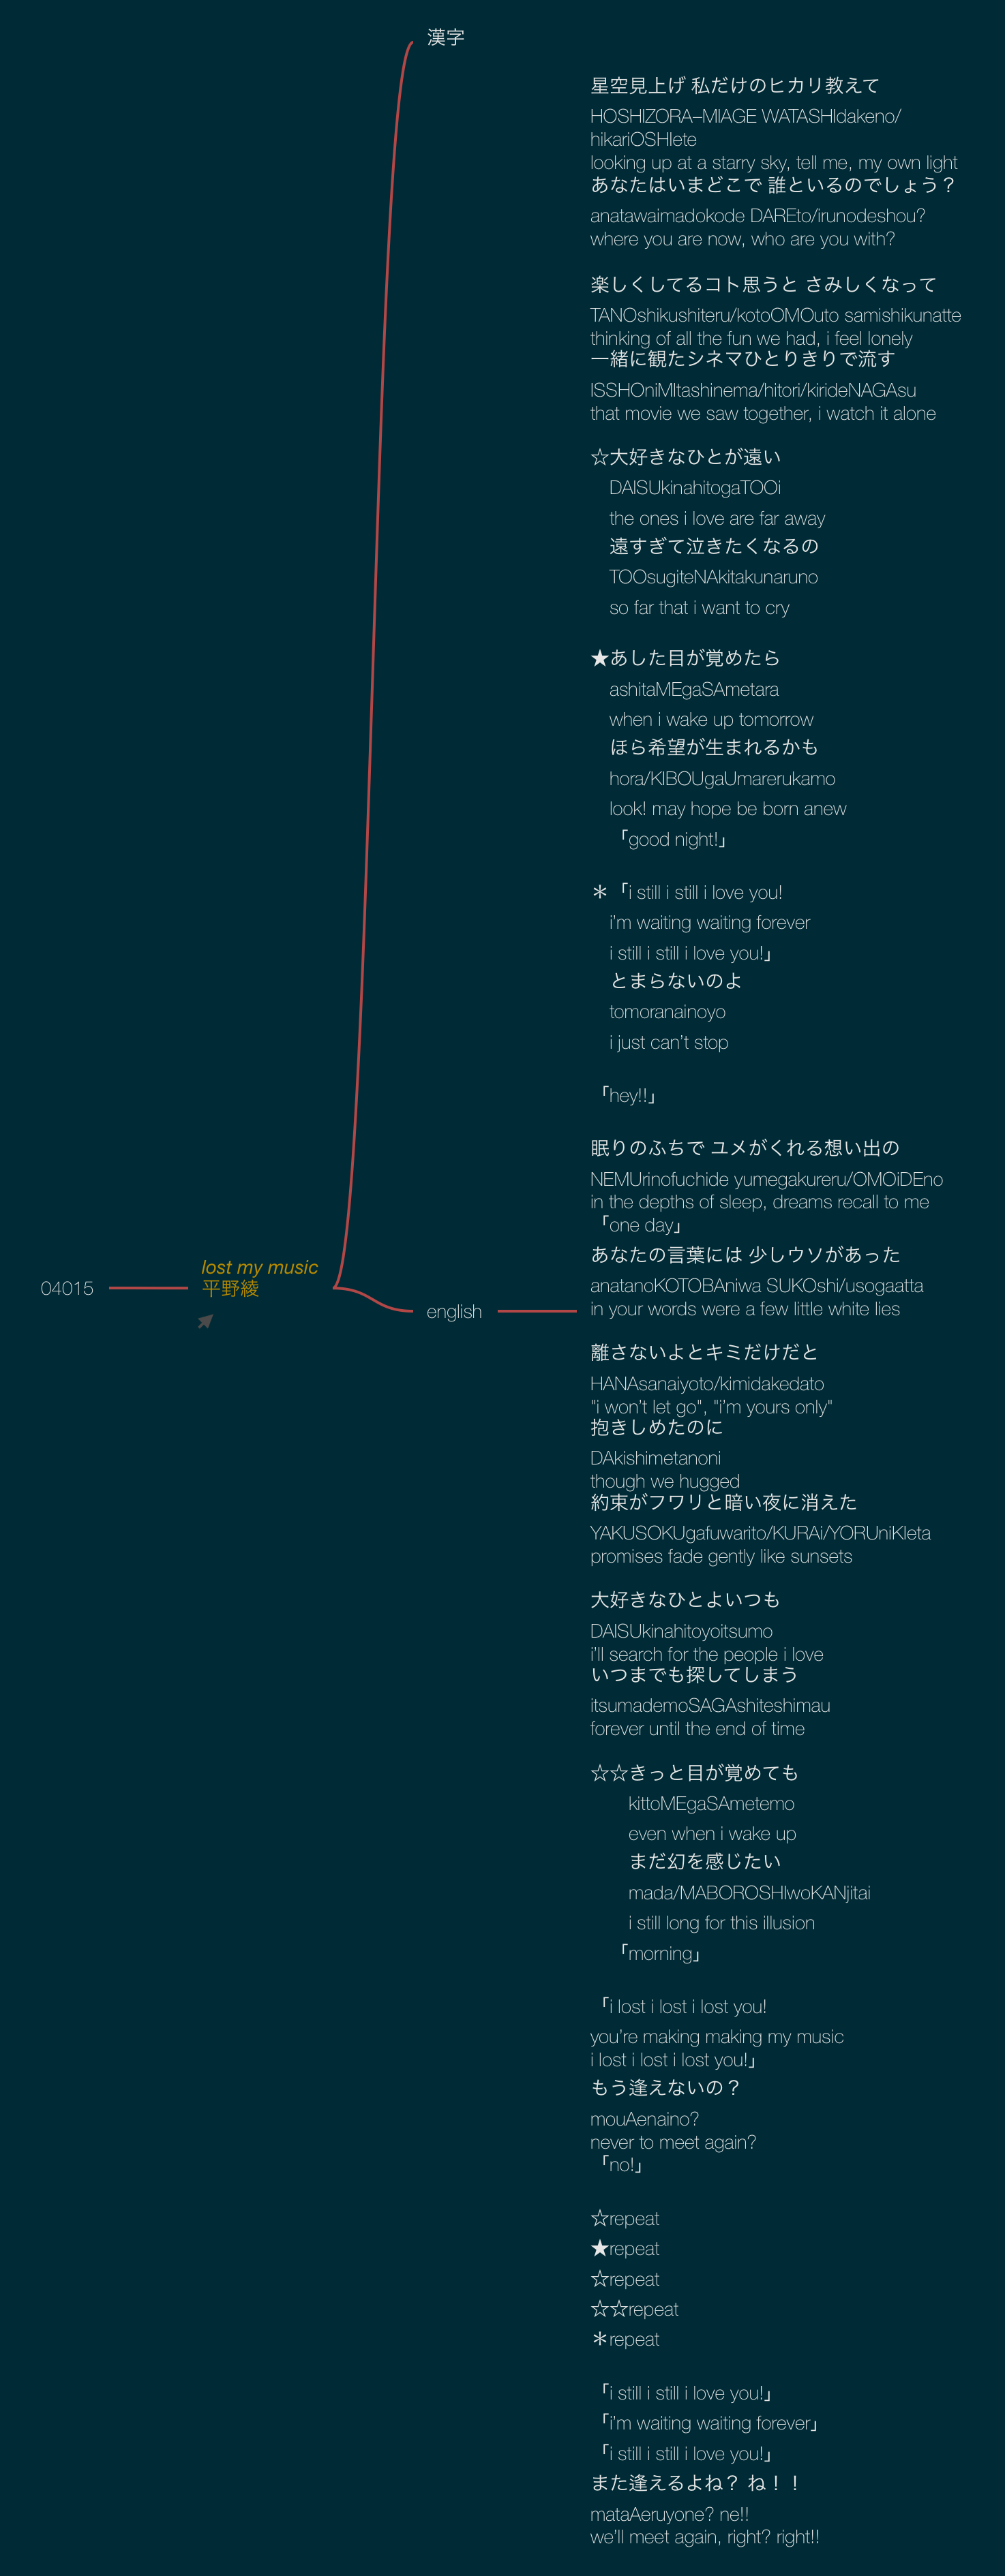 漢字
04015
lost my music
平野綾
english
星空見上げ 私だけのヒカリ教えて
HOSHIZORA–MIAGE WATASHIdakeno/
hikariOSHIete
looking up at a starry sky, tell me, my own light
あなたはいまどこで 誰といるのでしょう？
anatawaimadokode DAREto/irunodeshou?
where you are now, who are you with?
楽しくしてるコト思うと さみしくなって
TANOshikushiteru/kotoOMOuto samishikunatte
thinking of all the fun we had, i feel lonely
一緒に観たシネマひとりきりで流す
ISSHOniMItashinema/hitori/kirideNAGAsu
that movie we saw together, i watch it alone
☆大好きなひとが遠い
DAISUkinahitogaTOOi
the ones i love are far away
遠すぎて泣きたくなるの
TOOsugiteNAkitakunaruno
so far that i want to cry
★あした目が覚めたら
ashitaMEgaSAmetara
when i wake up tomorrow
ほら希望が生まれるかも
hora/KIBOUgaUmarerukamo
look! may hope be born anew
「good night!」
＊「i still i still i love you!
i'm waiting waiting forever
i still i still i love you!」
とまらないのよ
tomoranainoyo
i just can't stop
「hey!!」
眠りのふちで ユメがくれる想い出の
NEMUrinofuchide yumegakureru/OMOiDEno
in the depths of sleep, dreams recall to me
「one day」
あなたの言葉には 少しウソがあった
anatanoKOTOBAniwa SUKOshi/usogaatta
in your words were a few little white lies
離さないよとキミだけだと
HANAsanaiyoto/kimidakedato
"i won't let go", "i'm yours only"
抱きしめたのに
DAkishimetanoni
though we hugged
約束がフワリと暗い夜に消えた
YAKUSOKUgafuwarito/KURAi/YORUniKIeta
promises fade gently like sunsets
大好きなひとよいつも
DAISUkinahitoyoitsumo
i'll search for the people i love
いつまでも探してしまう
itsumademoSAGAshiteshimau
forever until the end of time
☆☆きっと目が覚めても
kittoMEgaSAmetemo
even when i wake up
まだ幻を感じたい
mada/MABOROSHIwoKANjitai
i still long for this illusion
「morning」
「i lost i lost i lost you!
you're making making my music
i lost i lost i lost you!」
もう逢えないの？
mouAenaino?
never to meet again?
「no!」
☆repeat
★repeat
☆repeat
☆☆repeat
＊repeat
「i still i still i love you!」
「i'm waiting waiting forever」
「i still i still i love you!」
また逢えるよね？ ね！！
mataAeruyone? ne!!
we'll meet again, right? right!!